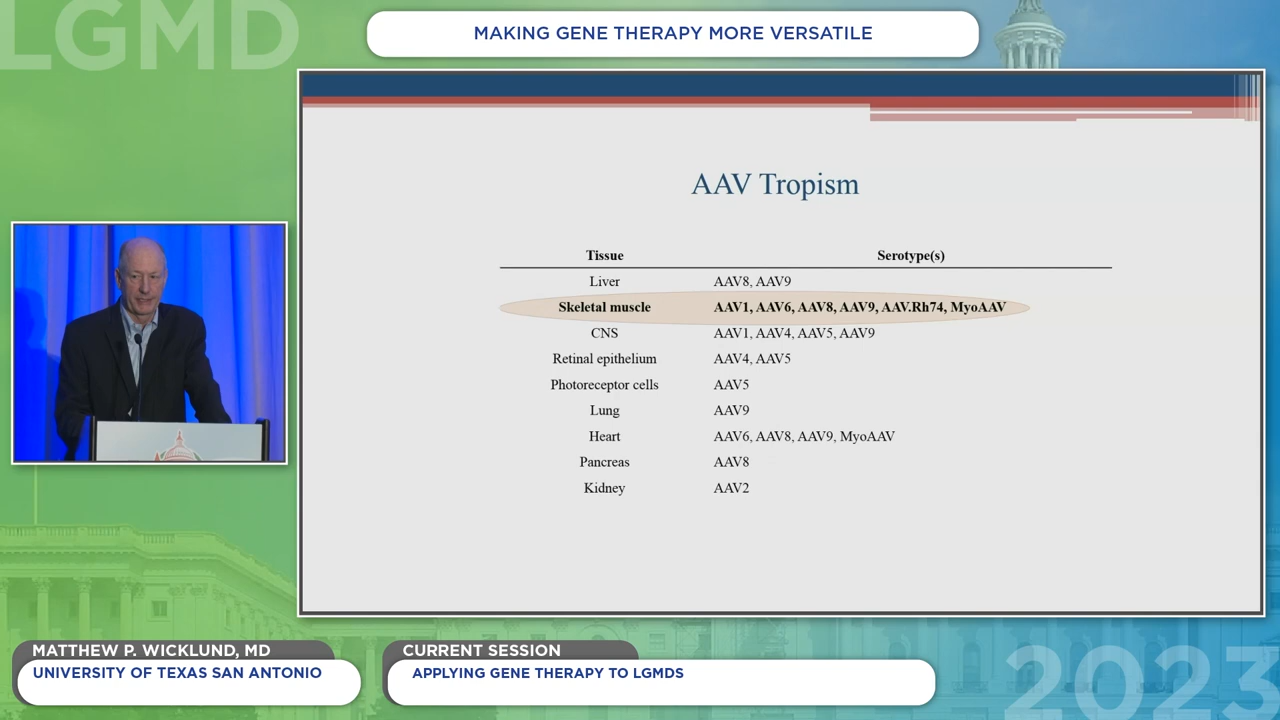 LGMD
MAKING GENE THERAPY MORE VERSATILE
AAV Tropism
Tissue Serotype(s)
Liver AAV8, AAV9
Skeletal muscle AAV1, AAV6, AAV8, AAV9, AAV.Rh74, MyoAAV
CNS AAV1, AAV4, AAV5, AAV9
Retinal epithelium AAV4, AAV5
Photoreceptor cells AAV5
Lung AAV9
Heart AAV6, AAV8, AAV9, MyoAAV
Pancreas AAV8
Kidney AAV2
MATTHEW P. WICKLUND, MD
UNIVERSITY OF TEXAS SAN ANTONIO
CURRENT SESSION
APPLYING GENE THERAPY TO LGMDS
2023